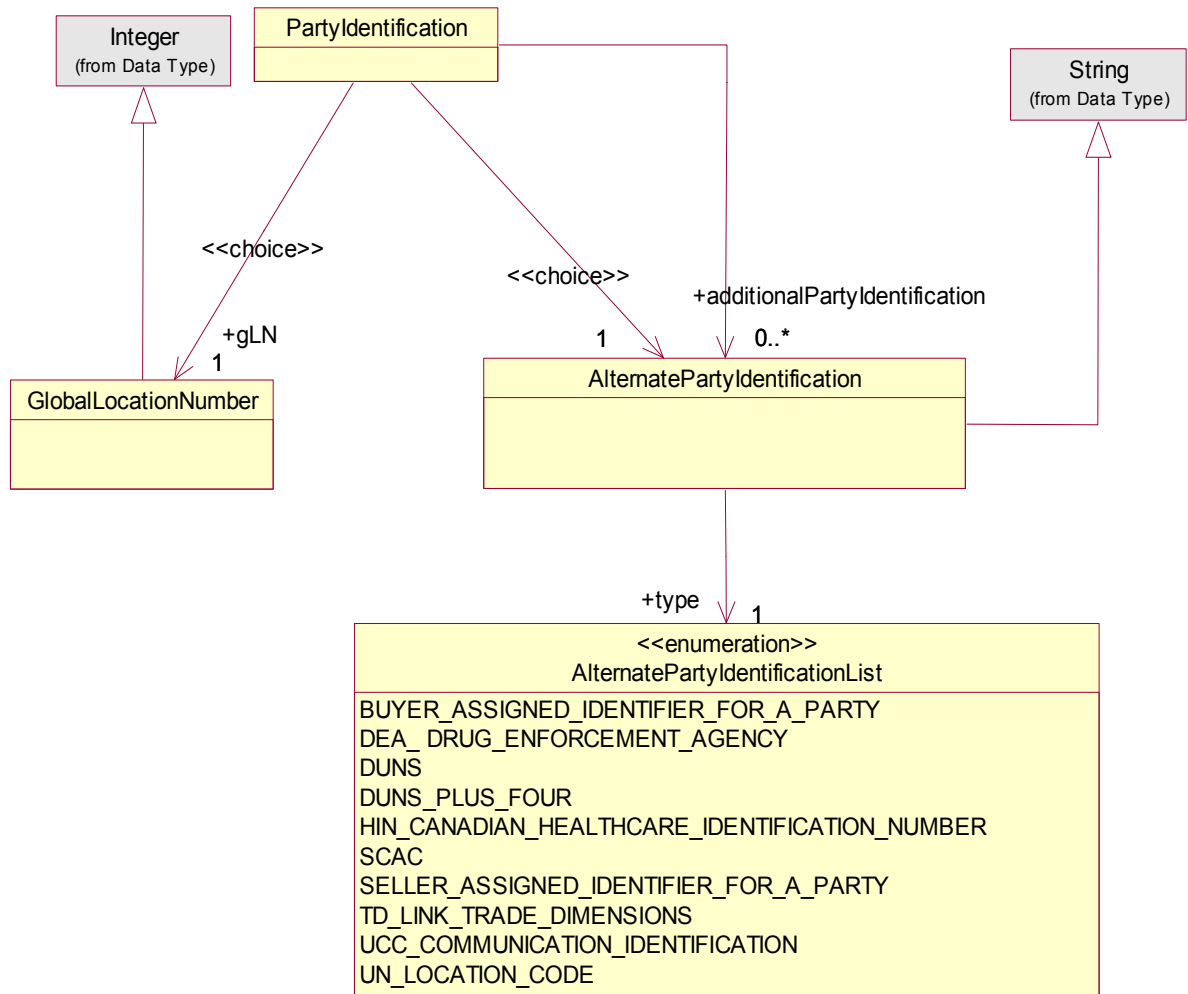 PartyIdentification
Integer
(from Data Type)
String
(from Data Type)
<<choice>>
<<choice>>
+additionalPartyIdentification
+gLN
1
1
0..*
AlternatePartyIdentification
GlobalLocationNumber
+type
1
<<enumeration>>
AlternatePartyIdentificationList
BUYER_ASSIGNED_IDENTIFIER_FOR_A_PARTY
DEA_ DRUG_ENFORCEMENT_AGENCY
DUNS
DUNS_PLUS_FOUR
HIN_CANADIAN_HEALTHCARE_IDENTIFICATION_NUMBER
SCAC
SELLER_ASSIGNED_IDENTIFIER_FOR_A_PARTY
TD_LINK_TRADE_DIMENSIONS
UCC_COMMUNICATION_IDENTIFICATION
UN_LOCATION_CODE